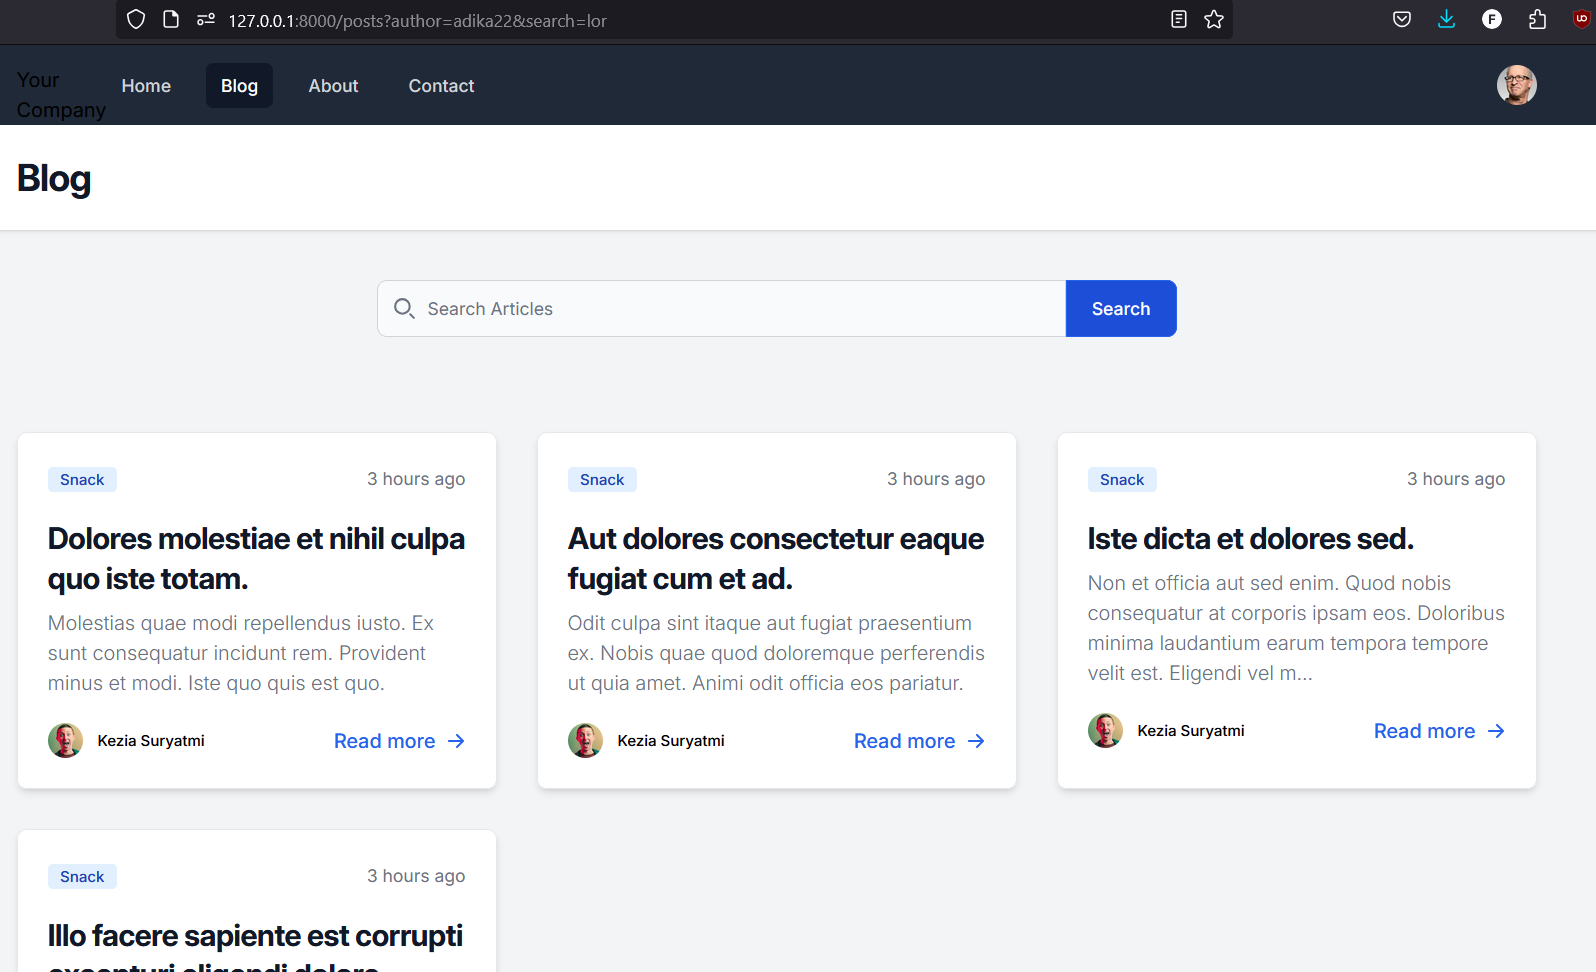 127.0.0.1:8000/posts?author=adika22&search=lor
F
Your
Company
Home
Blog
About
Contact
Blog
Search Articles
Search
Snack
3 hours ago
Dolores molestiae et nihil culpa
quo iste totam.
Molestias quae modi repellendus iusto. Ex
sunt consequatur incidunt rem. Provident
minus et modi. Iste quo quis est quo.
Kezia Suryatmi
Read more
Snack
3 hours ago
Aut dolores consectetur eaque
fugiat cum et ad.
Odit culpa sint itaque aut fugiat praesentium
ex. Nobis quae quod doloremque perferendis
ut quia amet. Animi odit officia eos pariatur.
Kezia Suryatmi
Read more
Snack
3 hours ago
Iste dicta et dolores sed.
Non et officia aut sed enim. Quod nobis
consequatur at corporis ipsam eos. Doloribus
minima laudantium earum tempora tempore
velit est. Eligendi vel m...
Kezia Suryatmi
Read more
Snack
3 hours ago
Illo facere sapiente est corrupti